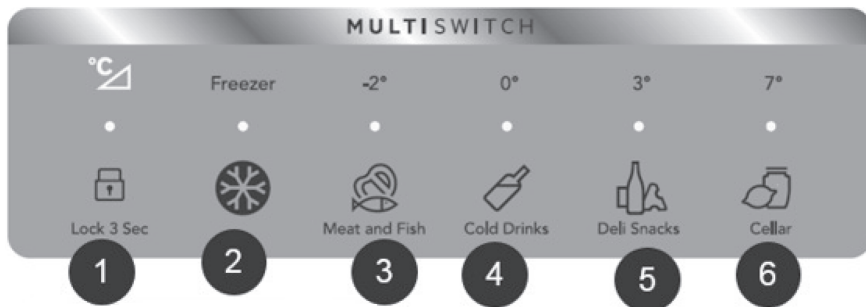 MULTISWITCH
°C Freezer -2° 0° 3° 7°
Lock 3 Sec Meat and Fish Cold Drinks Deli Snacks Cellar
1 2 3 4 5 6